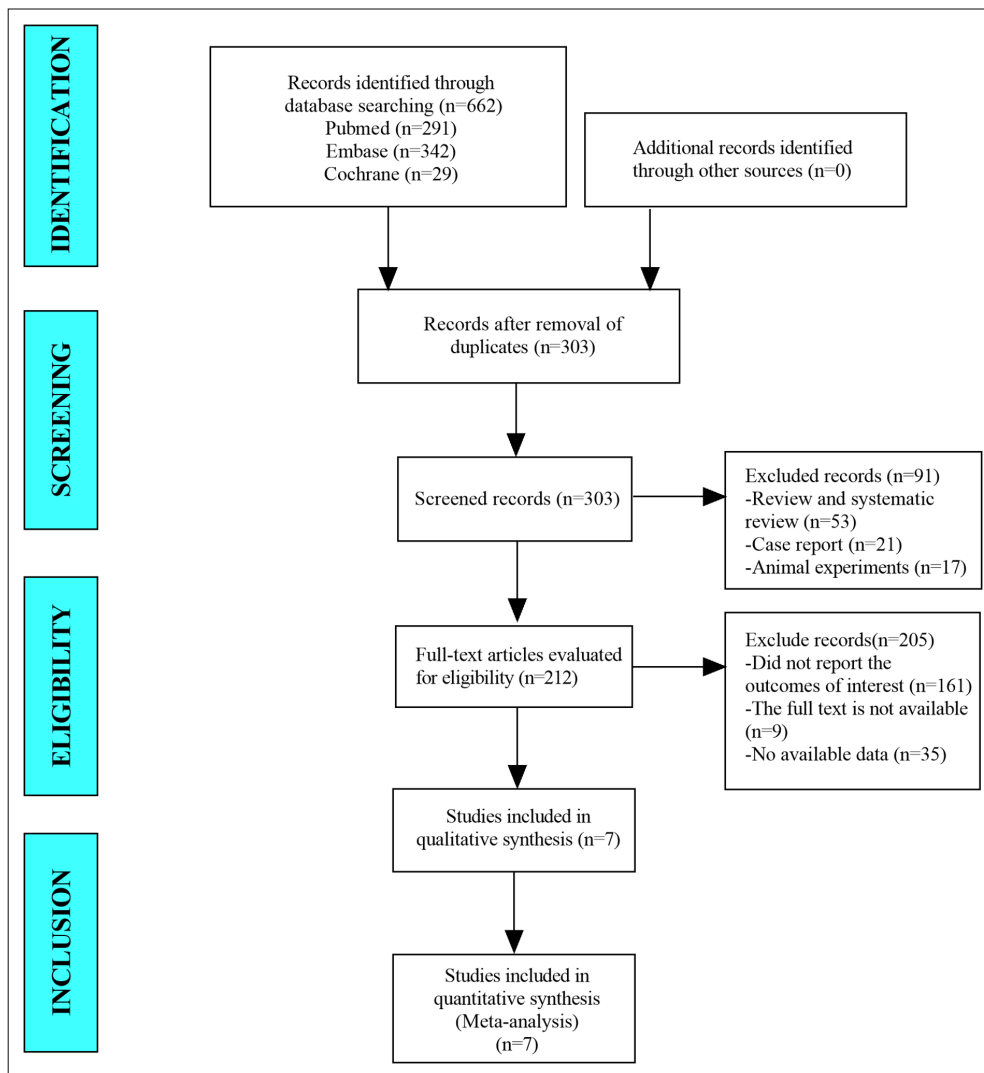 IDENTIFICATION
Records identified through
database searching (n=662)
Pubmed (n=291)
Embase (n=342)
Cochrane (n=29)
Additional records identified
through other sources (n=0)
SCREENING
Records after removal of
duplicates (n=303)
Screened records (n=303)
Excluded records (n=91)
-Review and systematic
review (n=53)
-Case report (n=21)
-Animal experiments (n=17)
ELIGIBILITY
Full-text articles evaluated
for eligibility (n=212)
Exclude records(n=205)
-Did not report the
outcomes of interest (n=161)
-The full text is not available
(n=9)
-No available data (n=35)
Studies included in
qualitative synthesis (n=7)
INCLUSION
Studies included in
quantitative synthesis
(Meta-analysis)
(n=7)